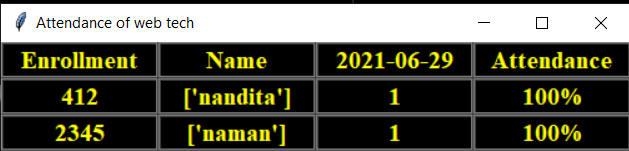 Attendance of web tech
Enrollment Name 2021-06-29 Attendance
412 ['nandita'] 1 100%
2345 ['naman'] 1 100%